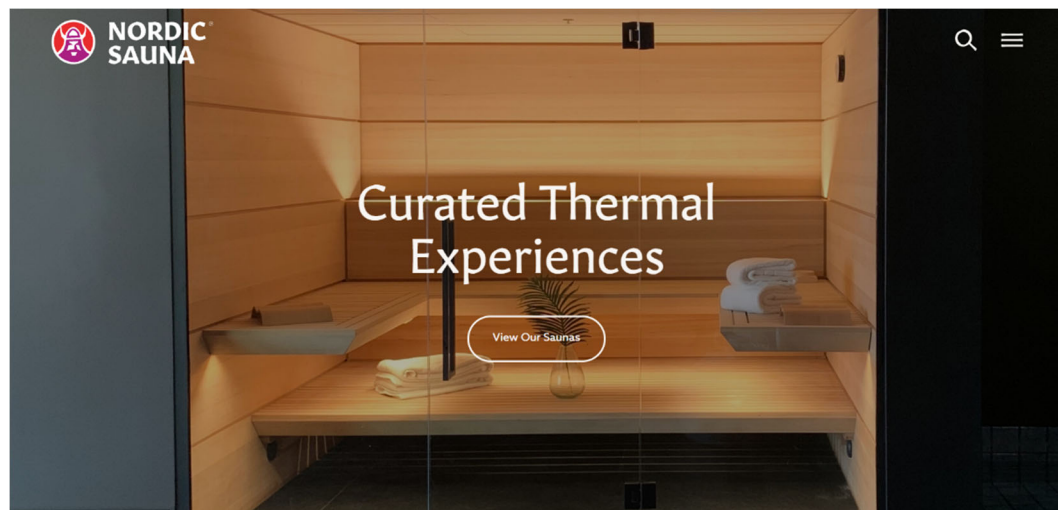 NORDIC®
SAUNA
Curated Thermal
Experiences
View Our Saunas